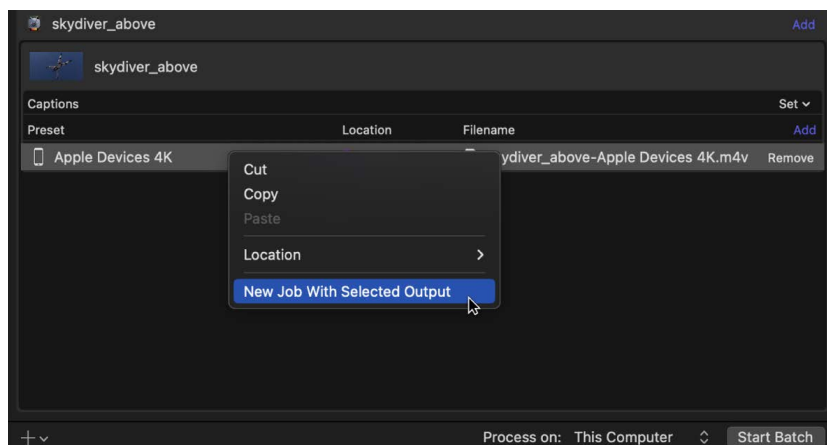 skydiver_above Add
skydiver_above
Captions Set
Preset Location Filename Add
Apple Devices 4K ydiver_above-Apple Devices 4K.m4v Remove
Cut
Copy
Paste
Location
New Job With Selected Output
Process on: This Computer Start Batch